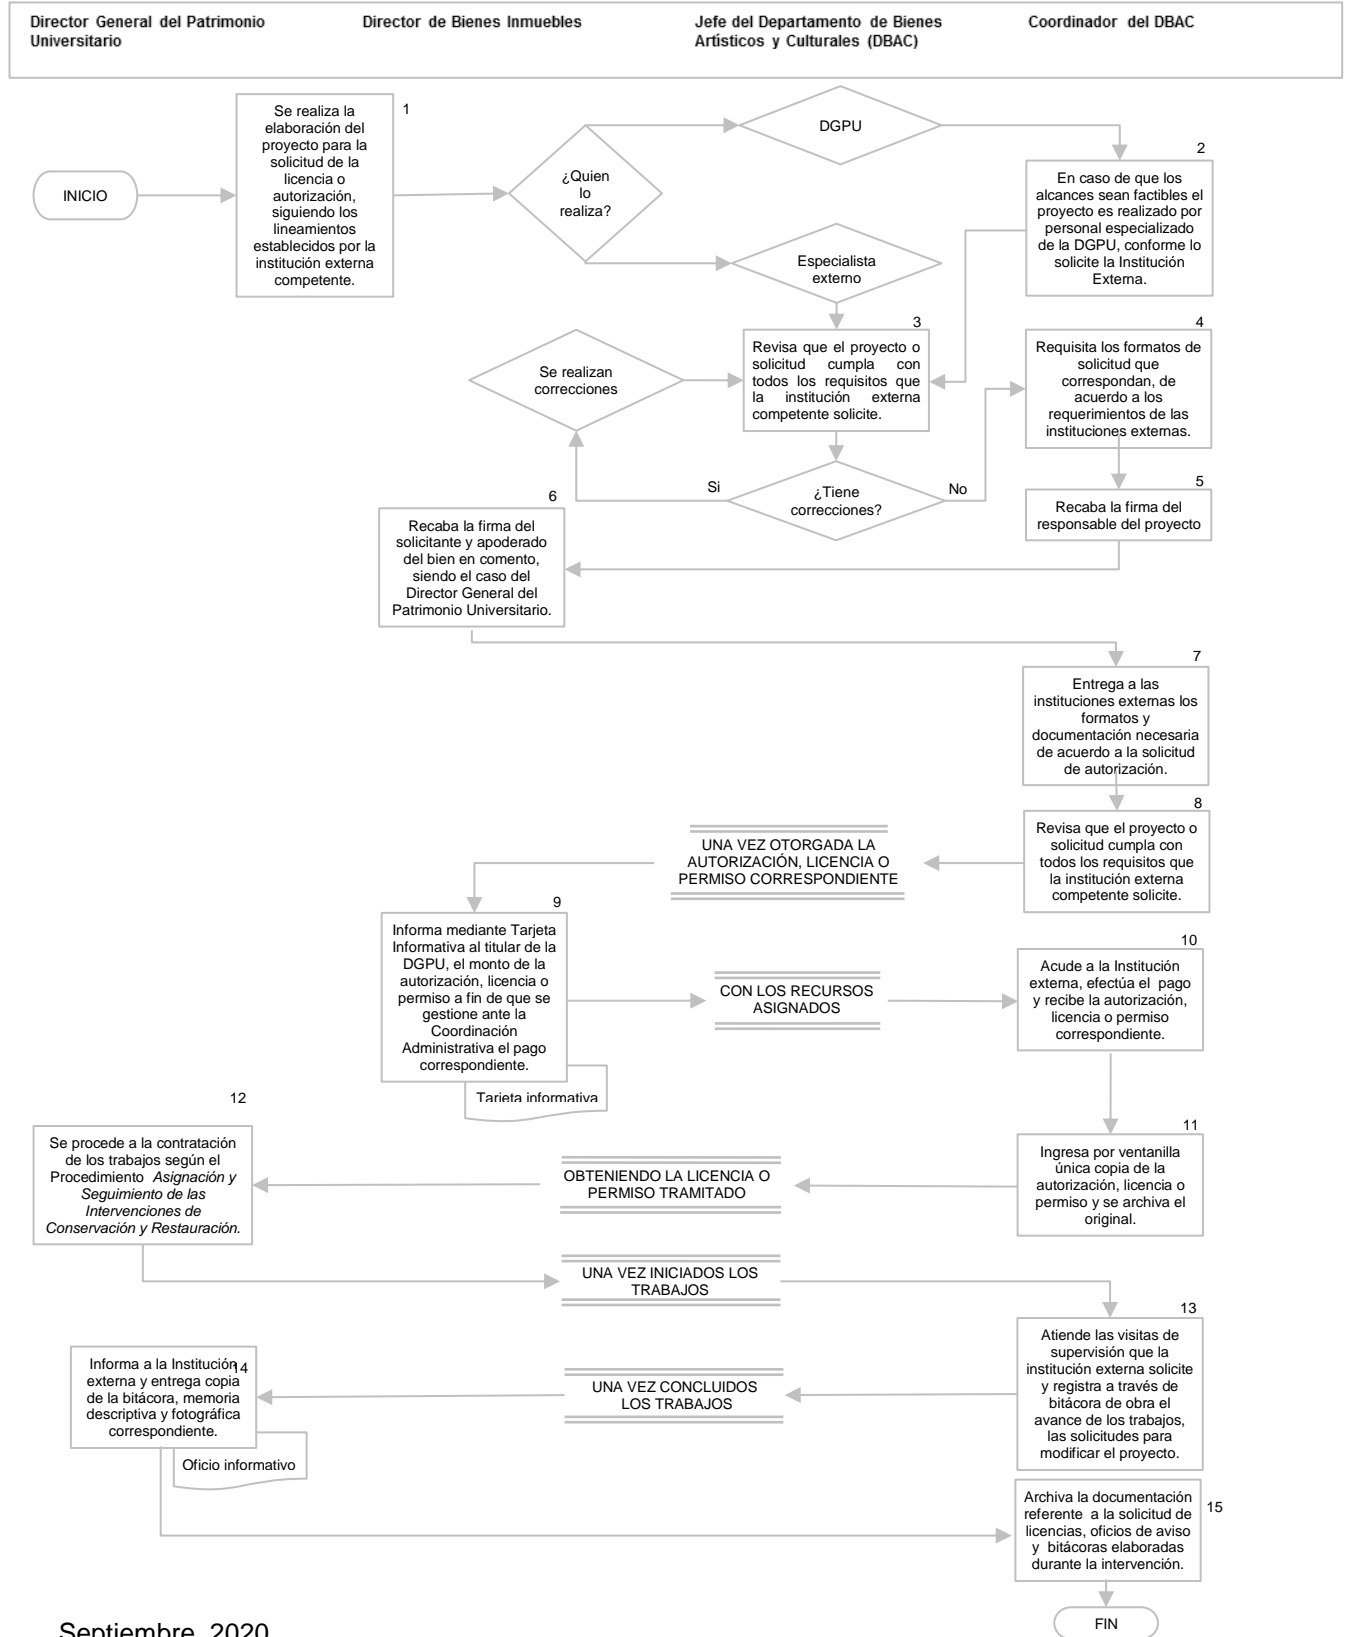 Director General del Patrimonio
Universitario
Director de Bienes Inmuebles
Jefe del Departamento de Bienes
Artísticos y Culturales (DBAC)
Coordinador del DBAC
INICIO
1
Se realiza la
elaboración del
proyecto para la
solicitud de la
licencia o
autorización,
siguiendo los
lineamientos
establecidos por la
institución externa
competente.
¿Quien
lo
realiza?
DGPU
2
En caso de que los
alcances sean factibles el
proyecto es realizado por
personal especializado
de la DGPU, conforme lo
solicite la Institución
Externa.
Especialista
externo
3
Revisa que el proyecto o
solicitud cumpla con
todos los requisitos que
la institución externa
competente solicite.
Se realizan
correcciones
¿Tiene
correcciones?
Si
No
4
Requisita los formatos de
solicitud que
correspondan, de
acuerdo a los
requerimientos de las
instituciones externas.
5
Recaba la firma del
responsable del proyecto
6
Recaba la firma del
solicitante y apoderado
del bien en comento,
siendo el caso del
Director General del
Patrimonio Universitario.
7
Entrega a las
instituciones externas los
formatos y
documentación necesaria
de acuerdo a la solicitud
de autorización.
8
Revisa que el proyecto o
solicitud cumpla con
todos los requisitos que
la institución externa
competente solicite.
UNA VEZ OTORGADA LA
AUTORIZACIÓN, LICENCIA O
PERMISO CORRESPONDIENTE
9
Informa mediante Tarjeta
Informativa al titular de la
DGPU, el monto de la
autorización, licencia o
permiso a fin de que se
gestione ante la
Coordinación
Administrativa el pago
correspondiente.
Tarjeta informativa
CON LOS RECURSOS
ASIGNADOS
10
Acude a la Institución
externa, efectúa el pago
y recibe la autorización,
licencia o permiso
correspondiente.
11
Ingresa por ventanilla
única copia de la
autorización, licencia o
permiso y se archiva el
original.
OBTENIENDO LA LICENCIA O
PERMISO TRAMITADO
12
Se procede a la contratación
de los trabajos según el
Procedimiento Asignación y
Seguimiento de las
Intervenciones de
Conservación y Restauración.
UNA VEZ INICIADOS LOS
TRABAJOS
13
Atiende las visitas de
supervisión que la
institución externa solicite
y registra a través de
bitácora de obra el
avance de los trabajos,
las solicitudes para
modificar el proyecto.
UNA VEZ CONCLUIDOS
LOS TRABAJOS
14
Informa a la Institución
externa y entrega copia
de la bitácora, memoria
descriptiva y fotográfica
correspondiente.
Oficio informativo
15
Archiva la documentación
referente a la solicitud de
licencias, oficios de aviso
y bitácoras elaboradas
durante la intervención.
FIN
Septiembre, 2020